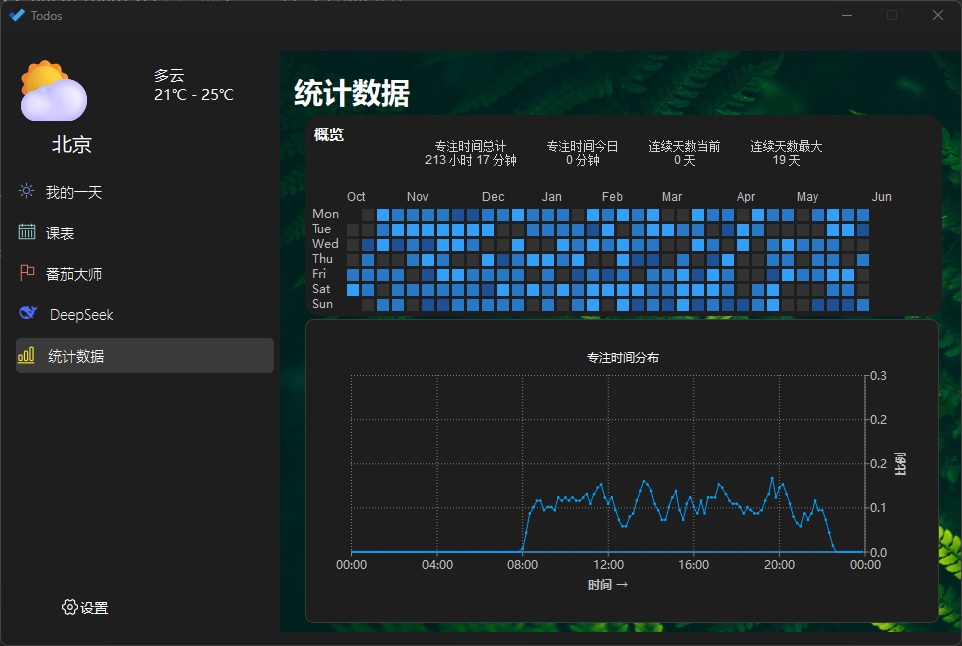 Todos
多云
21℃ - 25℃
北京
我的一天
课表
番茄大师
DeepSeek
统计数据
设置
统计数据
概览
专注时间总计 专注时间今日 连续天数当前 连续天数最大
213 小时 17 分钟 0 分钟 0 天 19 天
Oct Nov Dec Jan Feb Mar Apr May Jun
Mon
Tue
Wed
Thu
Fri
Sat
Sun
专注时间分布
0.3
0.2
0.2
0.1
0.0
比例
00:00 04:00 08:00 12:00 16:00 20:00 00:00
时间 →